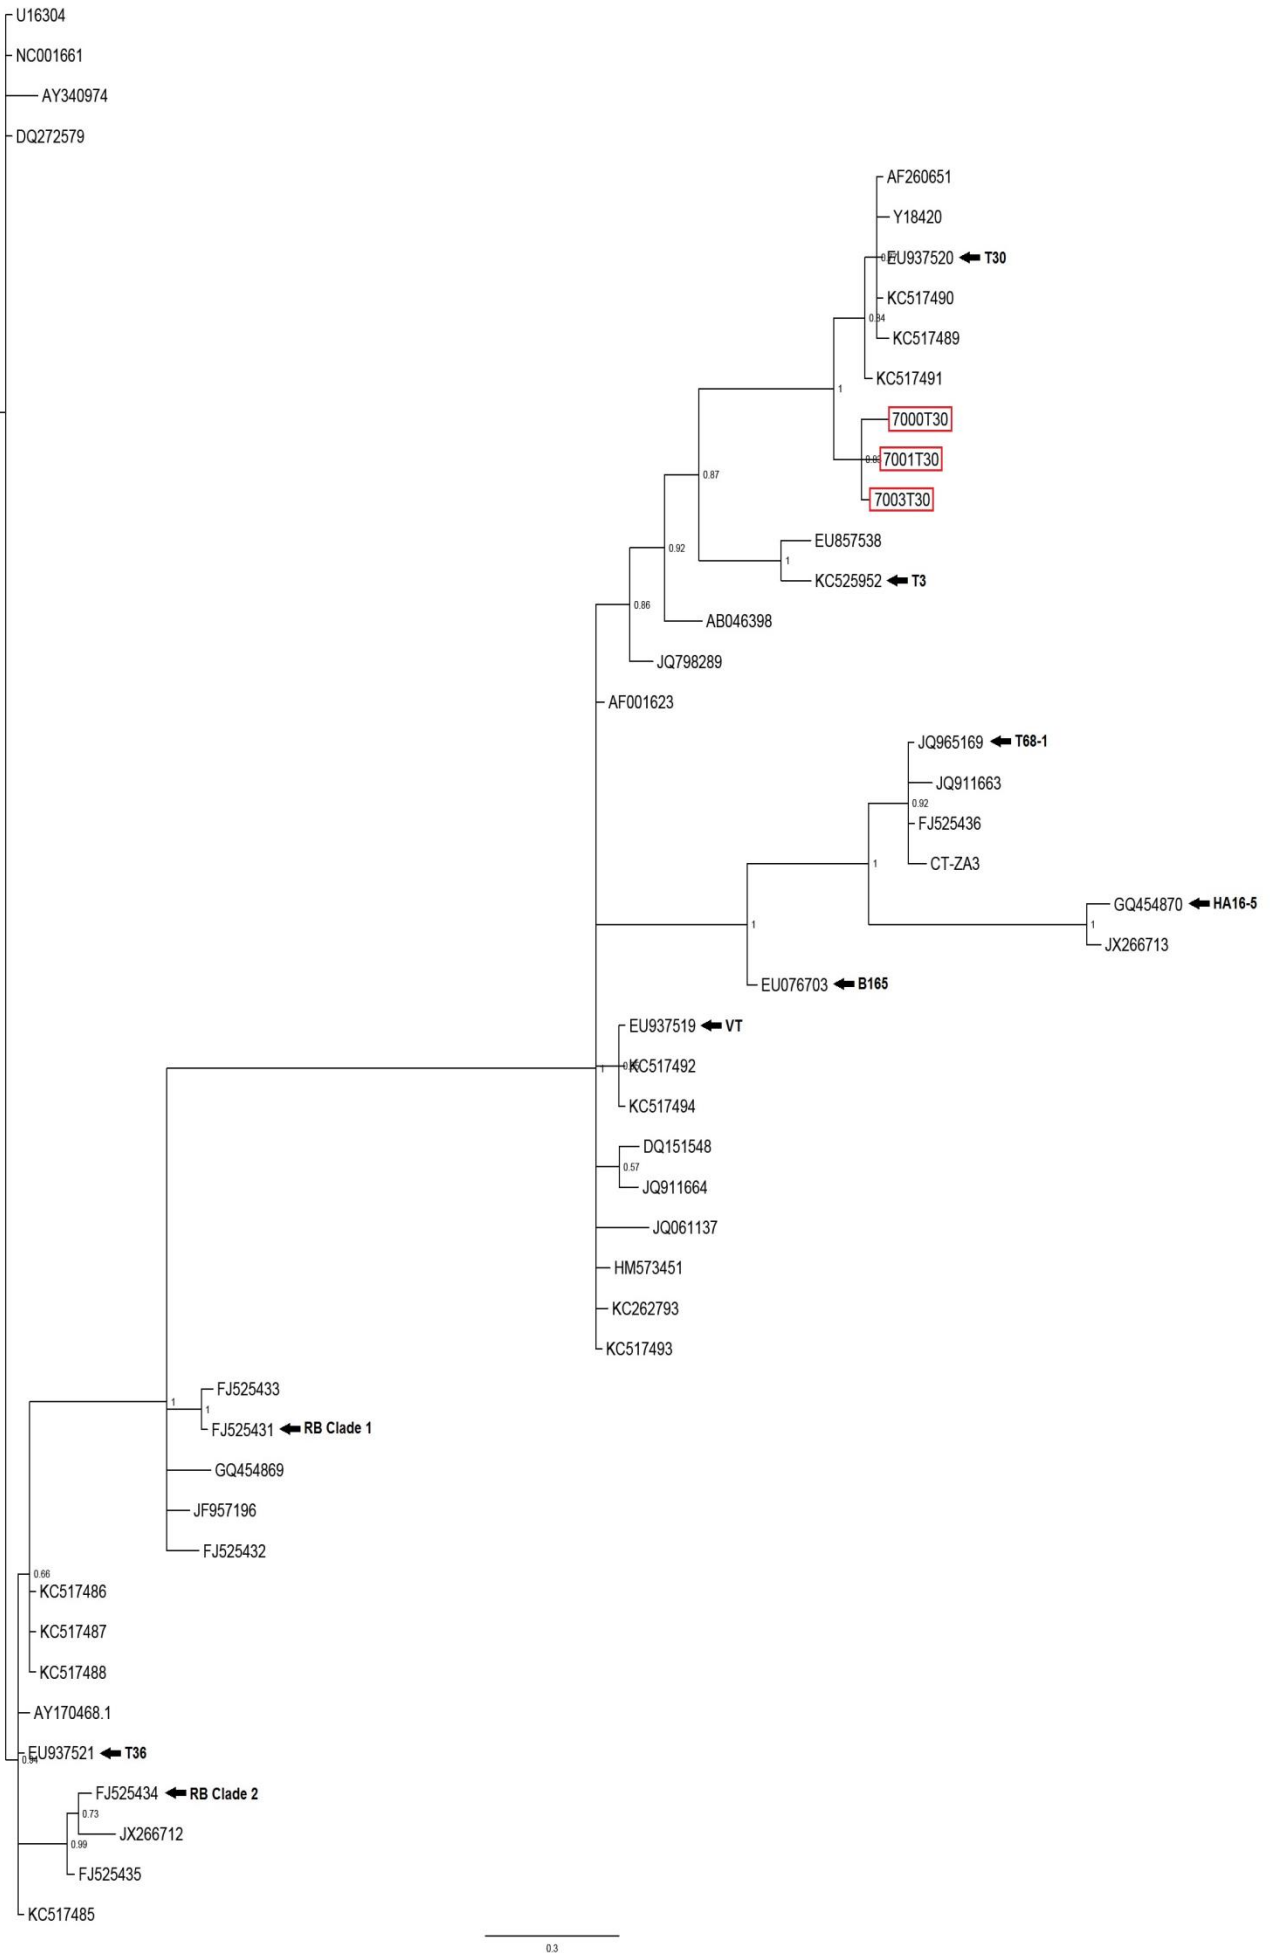 U16304
NC001661
AY340974
DQ272579
AF260651
Y18420
EU937520 T30
KC517490
0.84
KC517489
KC517491
1
7000T30
7001T30
0.87
7003T30
EU857538
0.92
1
KC525952 T3
0.86
AB046398
JQ798289
AF001623
JQ965169 T68-1
JQ911663
0.92
FJ525436
1
CT-ZA3
GQ454870 HA16-5
1
1
JX266713
EU076703 B165
EU937519 VT
1
KC517492
KC517494
DQ151548
0.57
JQ911664
JQ061137
HM573451
KC262793
KC517493
FJ525433
1
1
FJ525431 RB Clade 1
GQ454869
JF957196
FJ525432
0.66
KC517486
KC517487
KC517488
AY170468.1
EU937521 T36
0.94
FJ525434 RB Clade 2
0.73
JX266712
0.99
FJ525435
KC517485
0.3